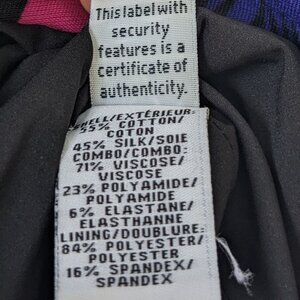 This label with
security
features is a
certificate of
authenticity.
SHELL/EXTÉRIEUR:
55% COTTON/
COTON
45% SILK/SOIE
COMBO/COMBO:
71% VISCOSE/
VISCOSE
23% POLYAMIDE/
POLYAMIDE
6% ELASTANE/
ELASTHANNE
LINING/DOUBLURE:
84% POLYESTER/
POLYESTER
16% SPANDEX/
SPANDEX